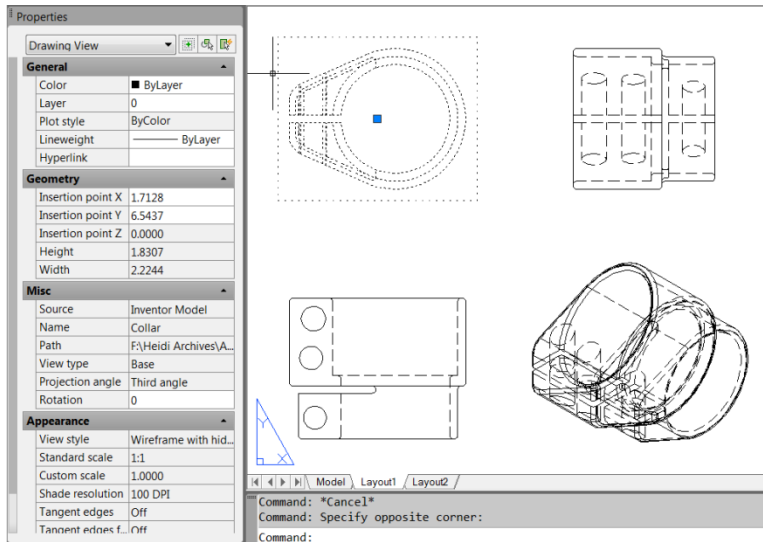 Properties
Drawing View
General
Color ByLayer
Layer 0
Plot style ByColor
Lineweight ByLayer
Hyperlink
Geometry
Insertion point X 1.7128
Insertion point Y 6.5437
Insertion point Z 0.0000
Height 1.8307
Width 2.2244
Misc
Source Inventor Model
Name Collar
Path F:\Heidi Archives\A...
View type Base
Projection angle Third angle
Rotation 0
Appearance
View style Wireframe with hid...
Standard scale 1:1
Custom scale 1.0000
Shade resolution 100 DPI
Tangent edges Off
Tangent edges f... Off
Y
X
Model Layout1 Layout2
Command: *Cancel*
Command: Specify opposite corner:
Command: